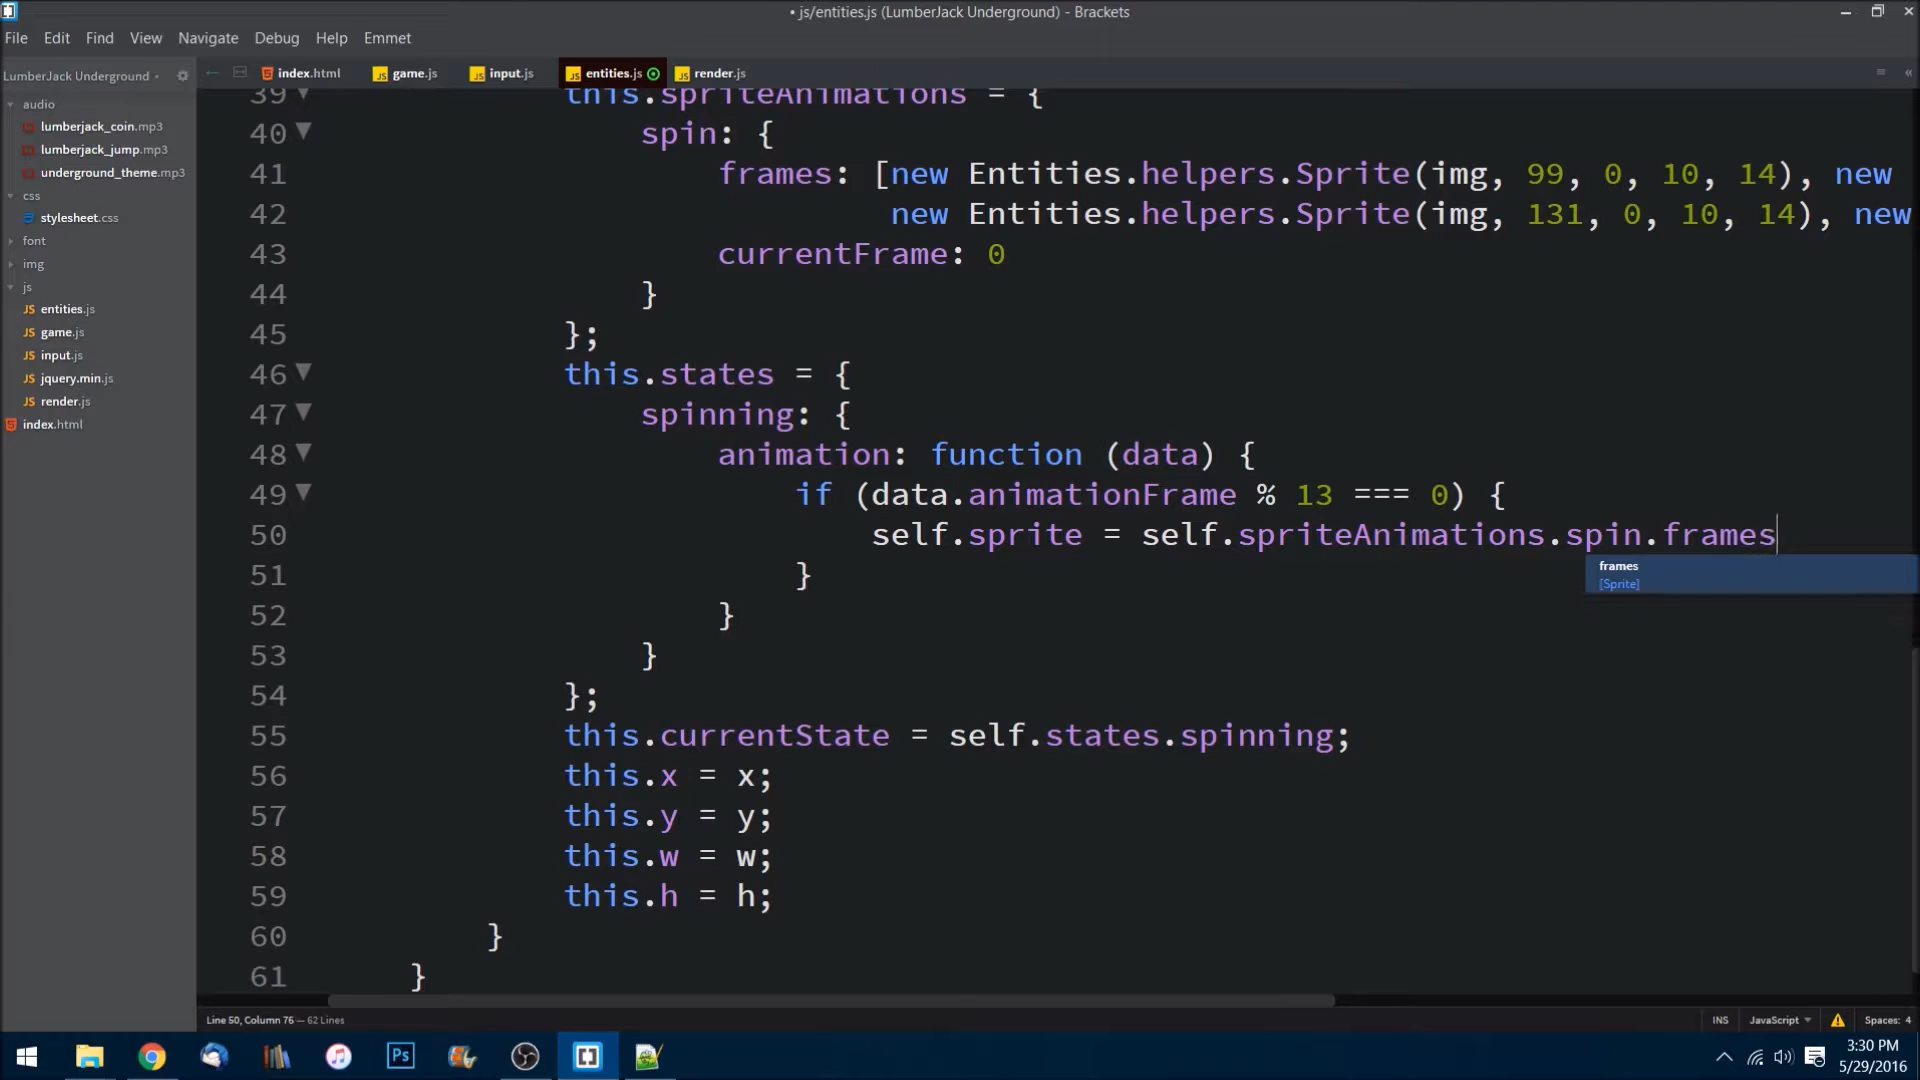 • js/entities.js (LumberJack Underground) - Brackets
File Edit Find View Navigate Debug Help Emmet
LumberJack Underground
index.html game.js input.js entities.js render.js
audio
lumberjack_coin.mp3
lumberjack_jump.mp3
underground_theme.mp3
css
stylesheet.css
font
img
js
entities.js
game.js
input.js
jquery.min.js
render.js
index.html
39 this.spriteAnimations = {
40 spin: {
41 frames: [new Entities.helpers.Sprite(img, 99, 0, 10, 14), new
42 new Entities.helpers.Sprite(img, 131, 0, 10, 14), new
43 currentFrame: 0
44 }
45 };
46 this.states = {
47 spinning: {
48 animation: function (data) {
49 if (data.animationFrame % 13 === 0) {
50 self.sprite = self.spriteAnimations.spin.frames
frames
[Sprite]
51 }
52 }
53 }
54 };
55 this.currentState = self.states.spinning;
56 this.x = x;
57 this.y = y;
58 this.w = w;
59 this.h = h;
60 }
61 }
Line 50, Column 76 — 62 Lines
INS JavaScript Spaces: 4
Ps
3:30 PM
5/29/2016